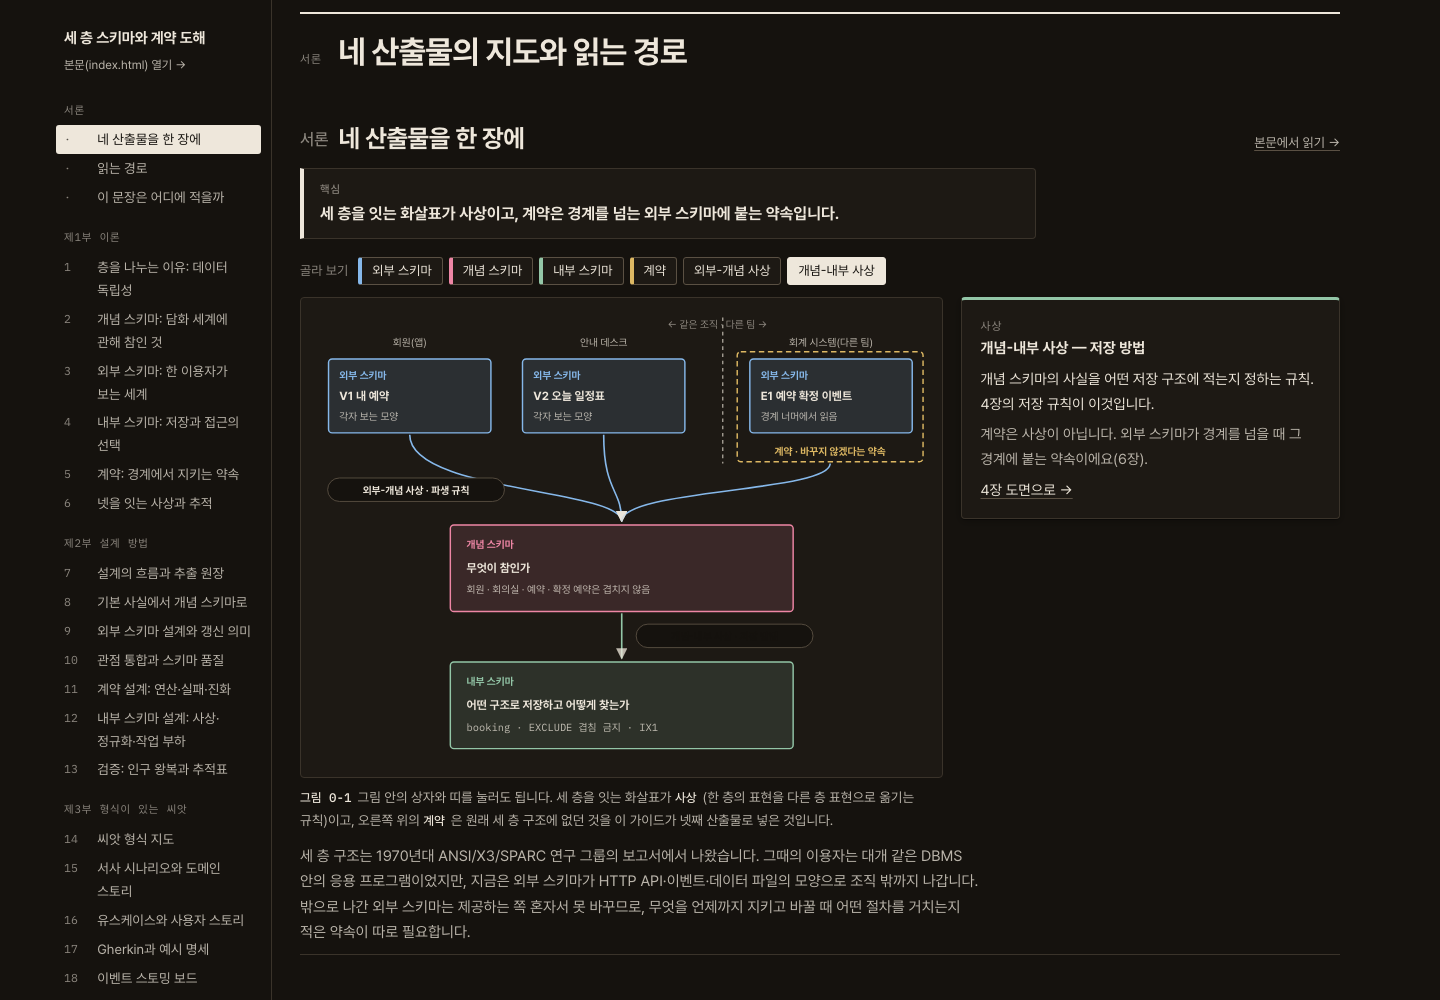 세 층 스키마와 계약 도해
본문(index.html) 열기 →
서론
· 네 산출물을 한 장에
· 읽는 경로
· 이 문장은 어디에 적을까
제1부 이론
1 층을 나누는 이유: 데이터
독립성
2 개념 스키마: 담화 세계에
관해 참인 것
3 외부 스키마: 한 이용자가
보는 세계
4 내부 스키마: 저장과 접근의
선택
5 계약: 경계에서 지키는 약속
6 넷을 잇는 사상과 추적
제2부 설계 방법
7 설계의 흐름과 추출 원장
8 기본 사실에서 개념 스키마로
9 외부 스키마 설계와 갱신 의미
10 관점 통합과 스키마 품질
11 계약 설계: 연산·실패·진화
12 내부 스키마 설계: 사상·
정규화·작업 부하
13 검증: 인구 왕복과 추적표
제3부 형식이 있는 씨앗
14 씨앗 형식 지도
15 서사 시나리오와 도메인
스토리
16 유스케이스와 사용자 스토리
17 Gherkin과 예시 명세
18 이벤트 스토밍 보드
서론 네 산출물의 지도와 읽는 경로
서론 네 산출물을 한 장에
본문에서 읽기 →
핵심
세 층을 잇는 화살표가 사상이고, 계약은 경계를 넘는 외부 스키마에 붙는 약속입니다.
골라 보기 외부 스키마 개념 스키마 내부 스키마 계약 외부-개념 사상 개념-내부 사상
← 같은 조직 다른 팀 →
회원(앱) 안내 데스크 회계 시스템(다른 팀)
외부 스키마
V1 내 예약
각자 보는 모양
외부 스키마
V2 오늘 일정표
각자 보는 모양
외부 스키마
E1 예약 확정 이벤트
경계 너머에서 읽음
계약 · 바꾸지 않겠다는 약속
외부-개념 사상 · 파생 규칙
개념 스키마
무엇이 참인가
회원 · 회의실 · 예약 · 확정 예약은 겹치지 않음
내부 스키마
어떤 구조로 저장하고 어떻게 찾는가
booking · EXCLUDE 겹침 금지 · IX1
사상
개념-내부 사상 — 저장 방법
개념 스키마의 사실을 어떤 저장 구조에 적는지 정하는 규칙.
4장의 저장 규칙이 이것입니다.
계약은 사상이 아닙니다. 외부 스키마가 경계를 넘을 때 그
경계에 붙는 약속이에요(6장).
4장 도면으로 →
그림 0-1 그림 안의 상자와 띠를 눌러도 됩니다. 세 층을 잇는 화살표가 사상 (한 층의 표현을 다른 층 표현으로 옮기는
규칙)이고, 오른쪽 위의 계약 은 원래 세 층 구조에 없던 것을 이 가이드가 넷째 산출물로 넣은 것입니다.
세 층 구조는 1970년대 ANSI/X3/SPARC 연구 그룹의 보고서에서 나왔습니다. 그때의 이용자는 대개 같은 DBMS
안의 응용 프로그램이었지만, 지금은 외부 스키마가 HTTP API·이벤트·데이터 파일의 모양으로 조직 밖까지 나갑니다.
밖으로 나간 외부 스키마는 제공하는 쪽 혼자서 못 바꾸므로, 무엇을 언제까지 지키고 바꿀 때 어떤 절차를 거치는지
적은 약속이 따로 필요합니다.